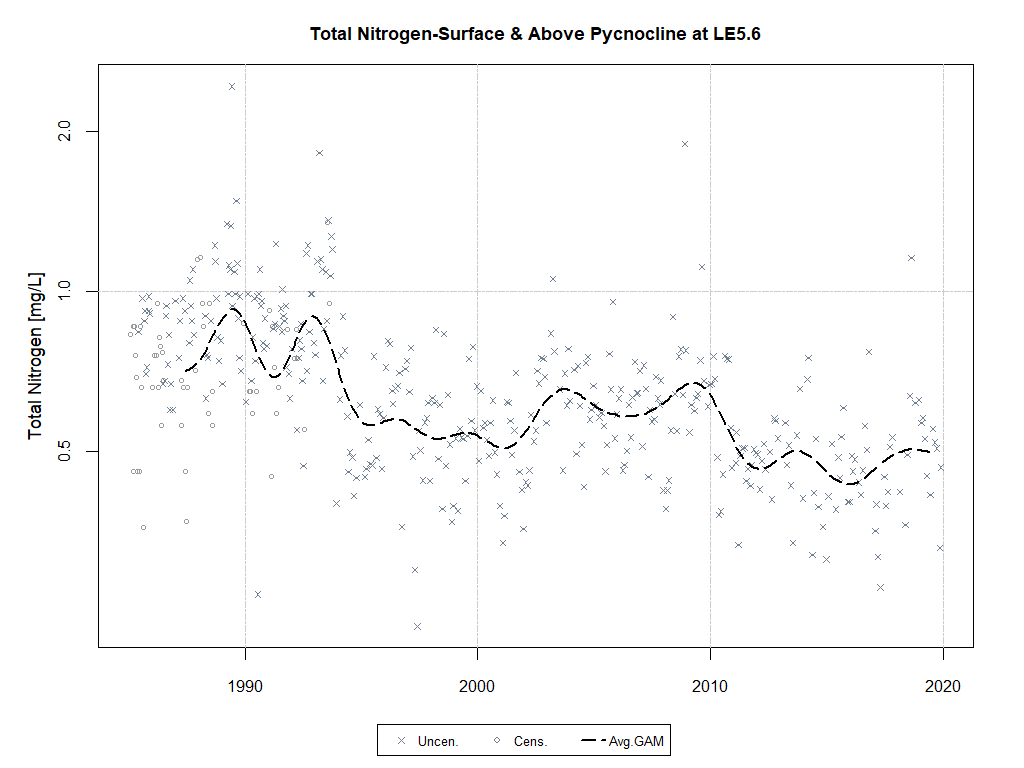 Total Nitrogen-Surface & Above Pycnocline at LE5.6
Total Nitrogen [mg/L]
2.0
1.0
0.5
1990 2000 2010 2020
Uncen. Cens. Avg.GAM